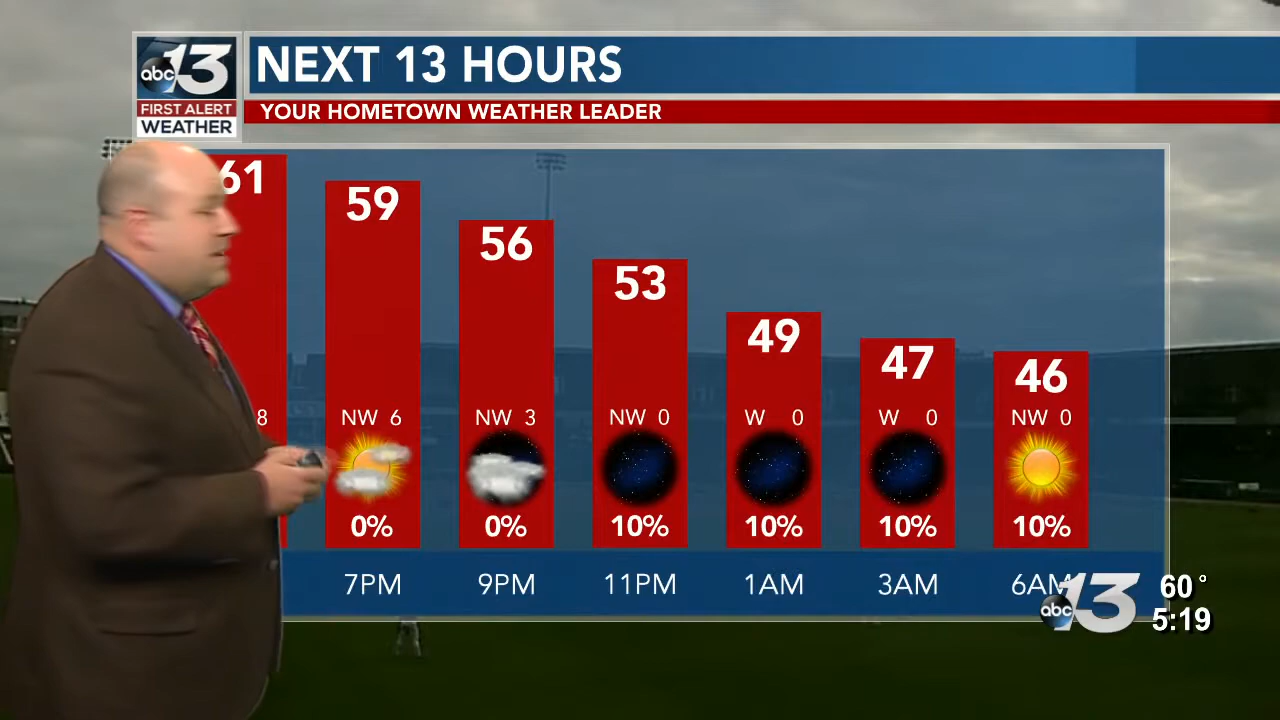 abc 13
FIRST ALERT
WEATHER
NEXT 13 HOURS
YOUR HOMETOWN WEATHER LEADER
61 59 56 53 49 47 46
8 NW 6 NW 3 NW 0 W 0 W 0 NW 0
0% 0% 10% 10% 10% 10%
7PM 9PM 11PM 1AM 3AM 6AM
abc 13
60°
5:19